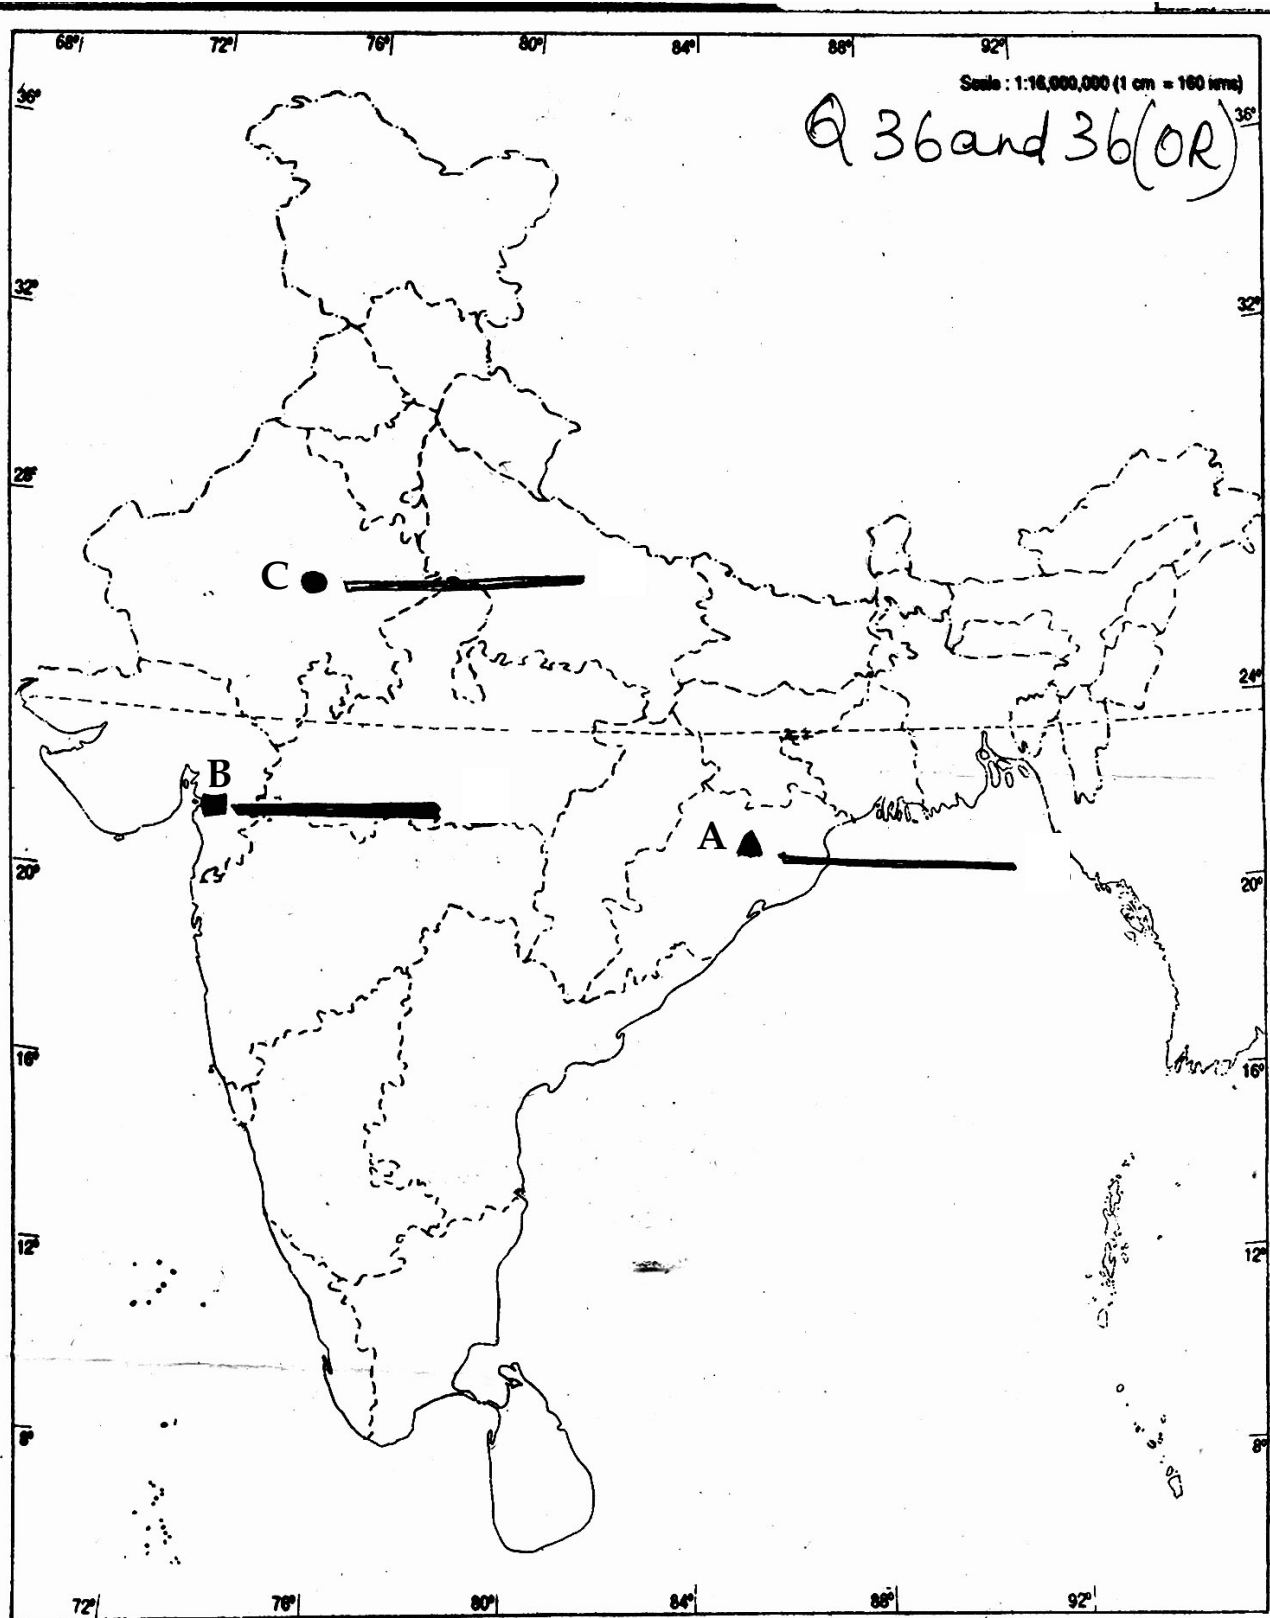 68° 72° 76° 80° 84° 88° 92°
Scale : 1:16,000,000 (1 cm = 160 kms)
36° 36°
Q 36 and 36 (OR)
32° 32°
28°
C
24°
B
A
20° 20°
16° 16°
12° 12°
8° 8°
72° 76° 80° 84° 88° 92°